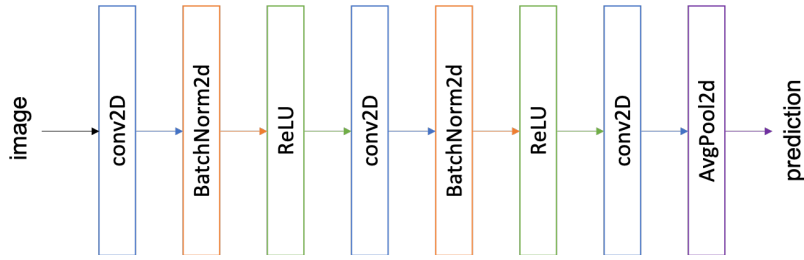 image
conv2D
BatchNorm2d
ReLU
conv2D
BatchNorm2d
ReLU
conv2D
AvgPool2d
prediction